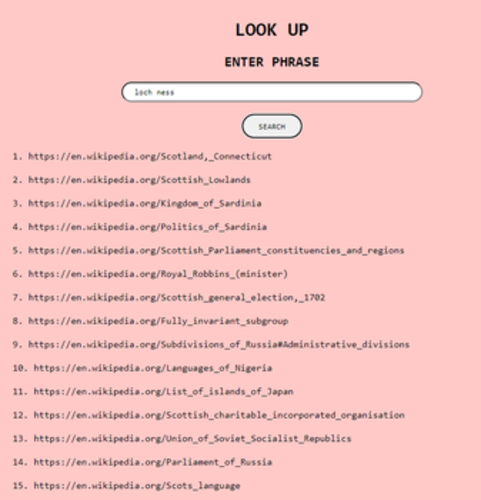 LOOK UP
ENTER PHRASE
loch ness
SEARCH
1. https://en.wikipedia.org/Scotland,_Connecticut
2. https://en.wikipedia.org/Scottish_Lowlands
3. https://en.wikipedia.org/Kingdom_of_Sardinia
4. https://en.wikipedia.org/Politics_of_Sardinia
5. https://en.wikipedia.org/Scottish_Parliament_constituencies_and_regions
6. https://en.wikipedia.org/Royal_Robbins_(minister)
7. https://en.wikipedia.org/Scottish_general_election,_1702
8. https://en.wikipedia.org/Fully_invariant_subgroup
9. https://en.wikipedia.org/Subdivisions_of_Russia#Administrative_divisions
10. https://en.wikipedia.org/Languages_of_Nigeria
11. https://en.wikipedia.org/List_of_islands_of_Japan
12. https://en.wikipedia.org/Scottish_charitable_incorporated_organisation
13. https://en.wikipedia.org/Union_of_Soviet_Socialist_Republics
14. https://en.wikipedia.org/Parliament_of_Russia
15. https://en.wikipedia.org/Scots_language